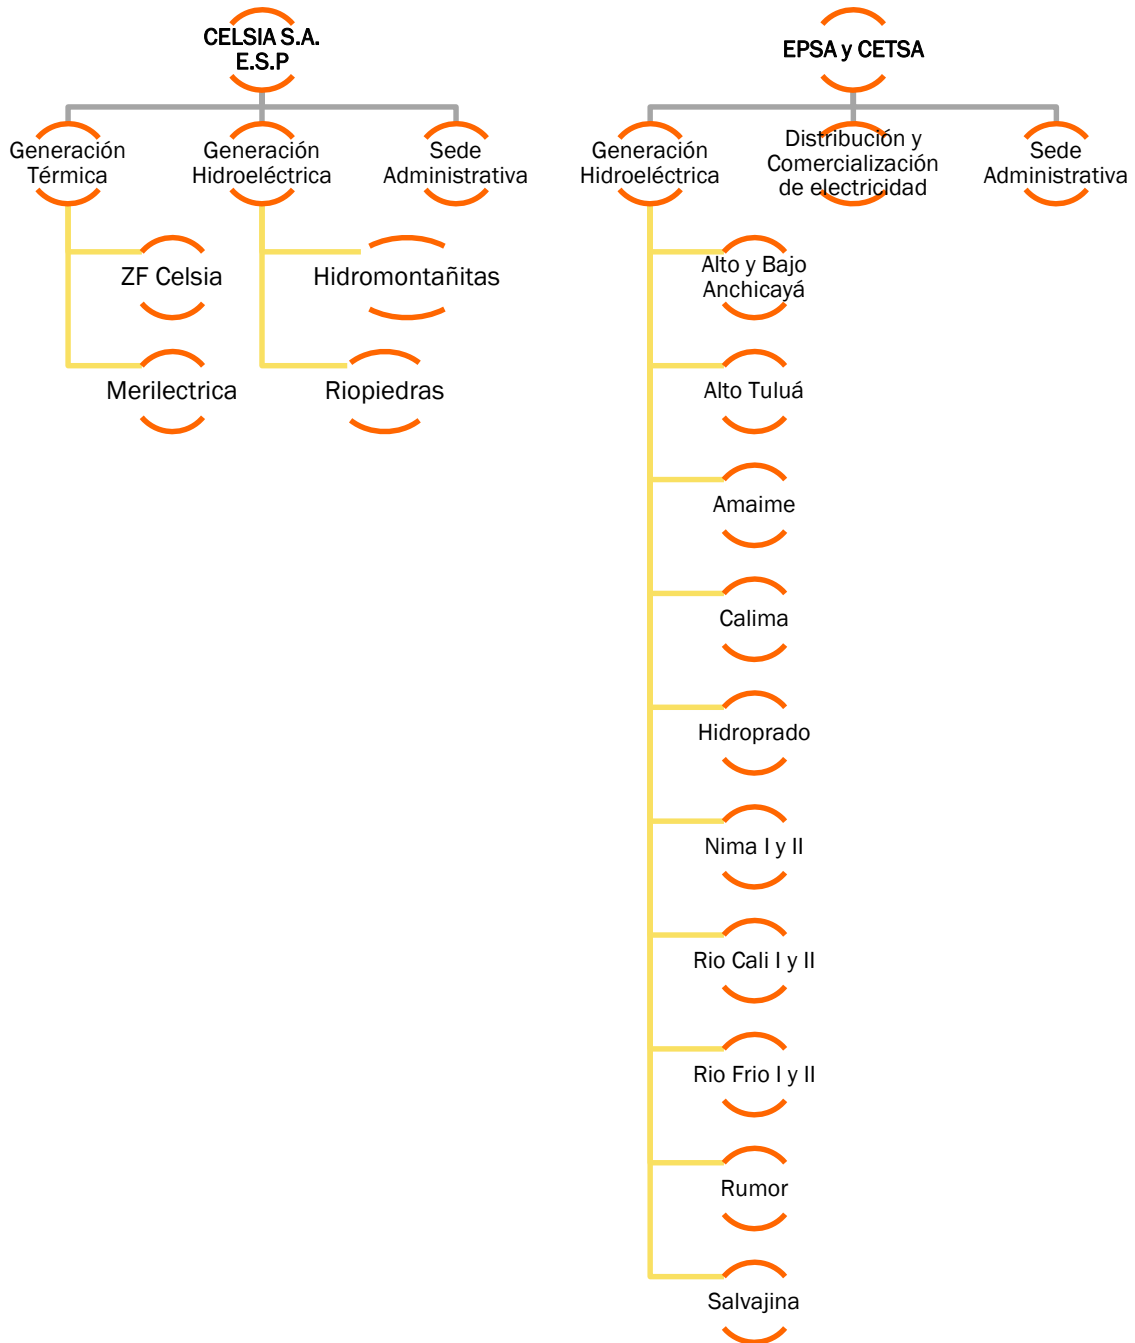 CELSIA S.A.
E.S.P
Generación
Térmica
Generación
Hidroeléctrica
Sede
Administrativa
ZF Celsia
Merilectrica
Hidromontañitas
Riopiedras
EPSA y CETSA
Generación
Hidroeléctrica
Distribución y
Comercialización
de electricidad
Sede
Administrativa
Alto y Bajo
Anchicayá
Alto Tuluá
Amaime
Calima
Hidroprado
Nima I y II
Rio Cali I y II
Rio Frio I y II
Rumor
Salvajina